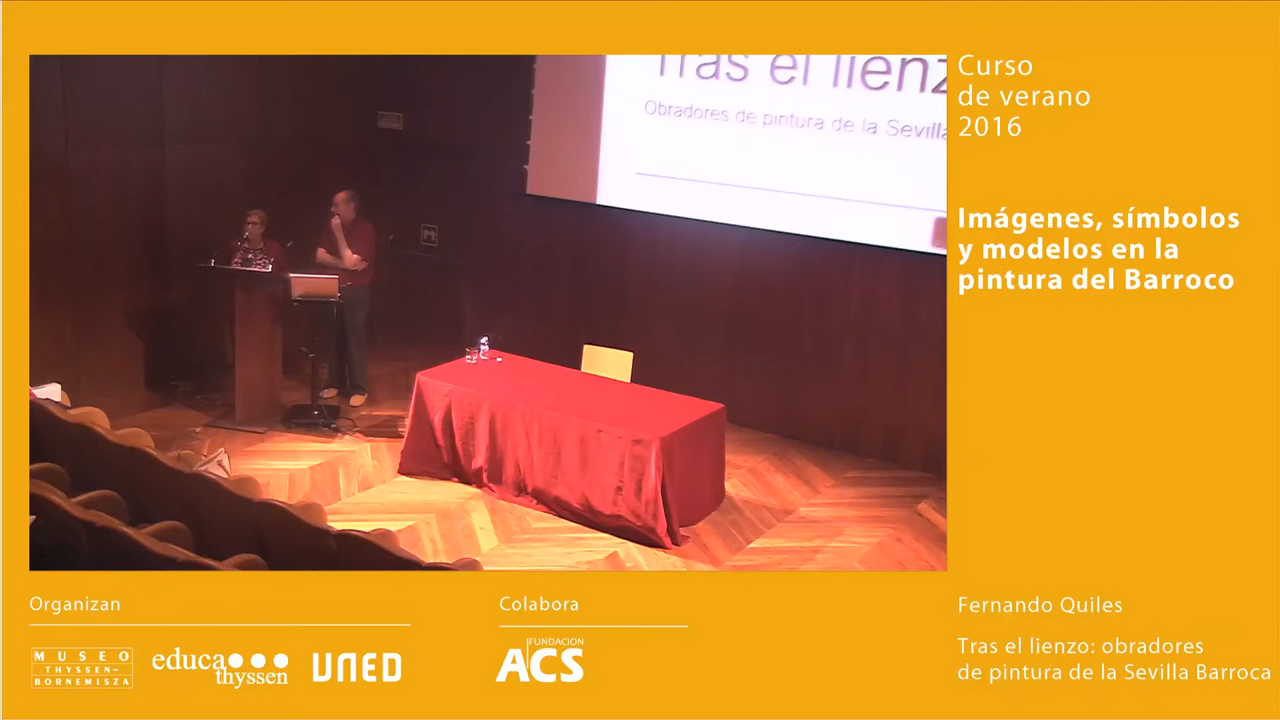 Tras el lienz
Obradores de pintura de la Sevilla
Curso
de verano
2016
Imágenes, símbolos
y modelos en la
pintura del Barroco
Organizan
MUSEO
THYSSEN-
BORNEMISZA
educa
thyssen
UNED
Colabora
FUNDACION
ACS
Fernando Quiles
Tras el lienzo: obradores
de pintura de la Sevilla Barroca